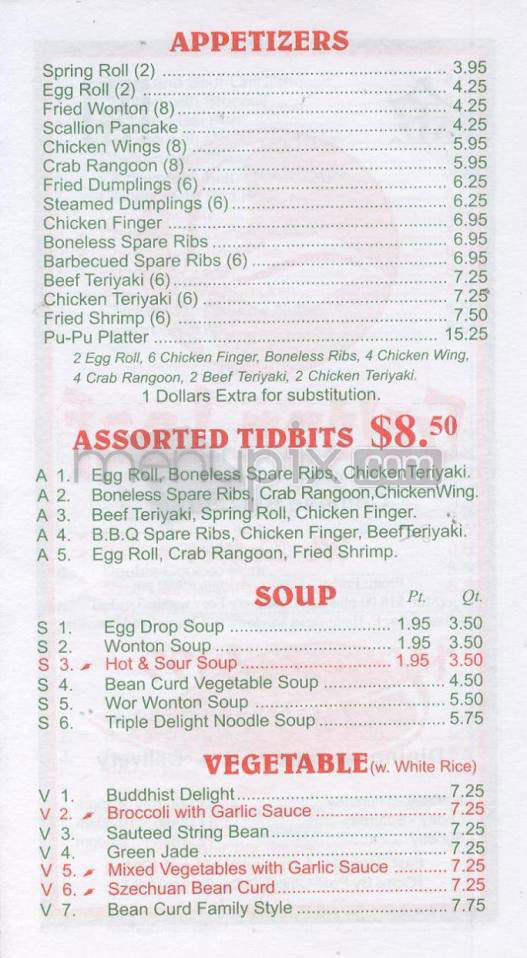 APPETIZERS
Spring Roll (2) 3.95
Egg Roll (2) 4.25
Fried Wonton (8) 4.25
Scallion Pancake 4.25
Chicken Wings (8) 5.95
Crab Rangoon (8) 5.95
Fried Dumplings (6) 6.25
Steamed Dumplings (6) 6.25
Chicken Finger 6.95
Boneless Spare Ribs 6.95
Barbecued Spare Ribs (6) 6.95
Beef Teriyaki (6) 7.25
Chicken Teriyaki (6) 7.25
Fried Shrimp (6) 7.50
Pu-Pu Platter 15.25
2 Egg Roll, 6 Chicken Finger, Boneless Ribs, 4 Chicken Wing,
4 Crab Rangoon, 2 Beef Teriyaki, 2 Chicken Teriyaki.
1 Dollars Extra for substitution.
ASSORTED TIDBITS $8.50
menupix.com
A 1. Egg Roll, Boneless Spare Ribs, Chicken Teriyaki.
A 2. Boneless Spare Ribs, Crab Rangoon,ChickenWing.
A 3. Beef Teriyaki, Spring Roll, Chicken Finger.
A 4. B.B.Q Spare Ribs, Chicken Finger, Beef Teriyaki.
A 5. Egg Roll, Crab Rangoon, Fried Shrimp.
SOUP Pt. Qt.
S 1. Egg Drop Soup 1.95 3.50
S 2. Wonton Soup 1.95 3.50
S 3. Hot & Sour Soup 1.95 3.50
S 4. Bean Curd Vegetable Soup 4.50
S 5. Wor Wonton Soup 5.50
S 6. Triple Delight Noodle Soup 5.75
VEGETABLE (w. White Rice)
V 1. Buddhist Delight 7.25
V 2. Broccoli with Garlic Sauce 7.25
V 3. Sauteed String Bean 7.25
V 4. Green Jade 7.25
V 5. Mixed Vegetables with Garlic Sauce 7.25
V 6. Szechuan Bean Curd 7.25
V 7. Bean Curd Family Style 7.75